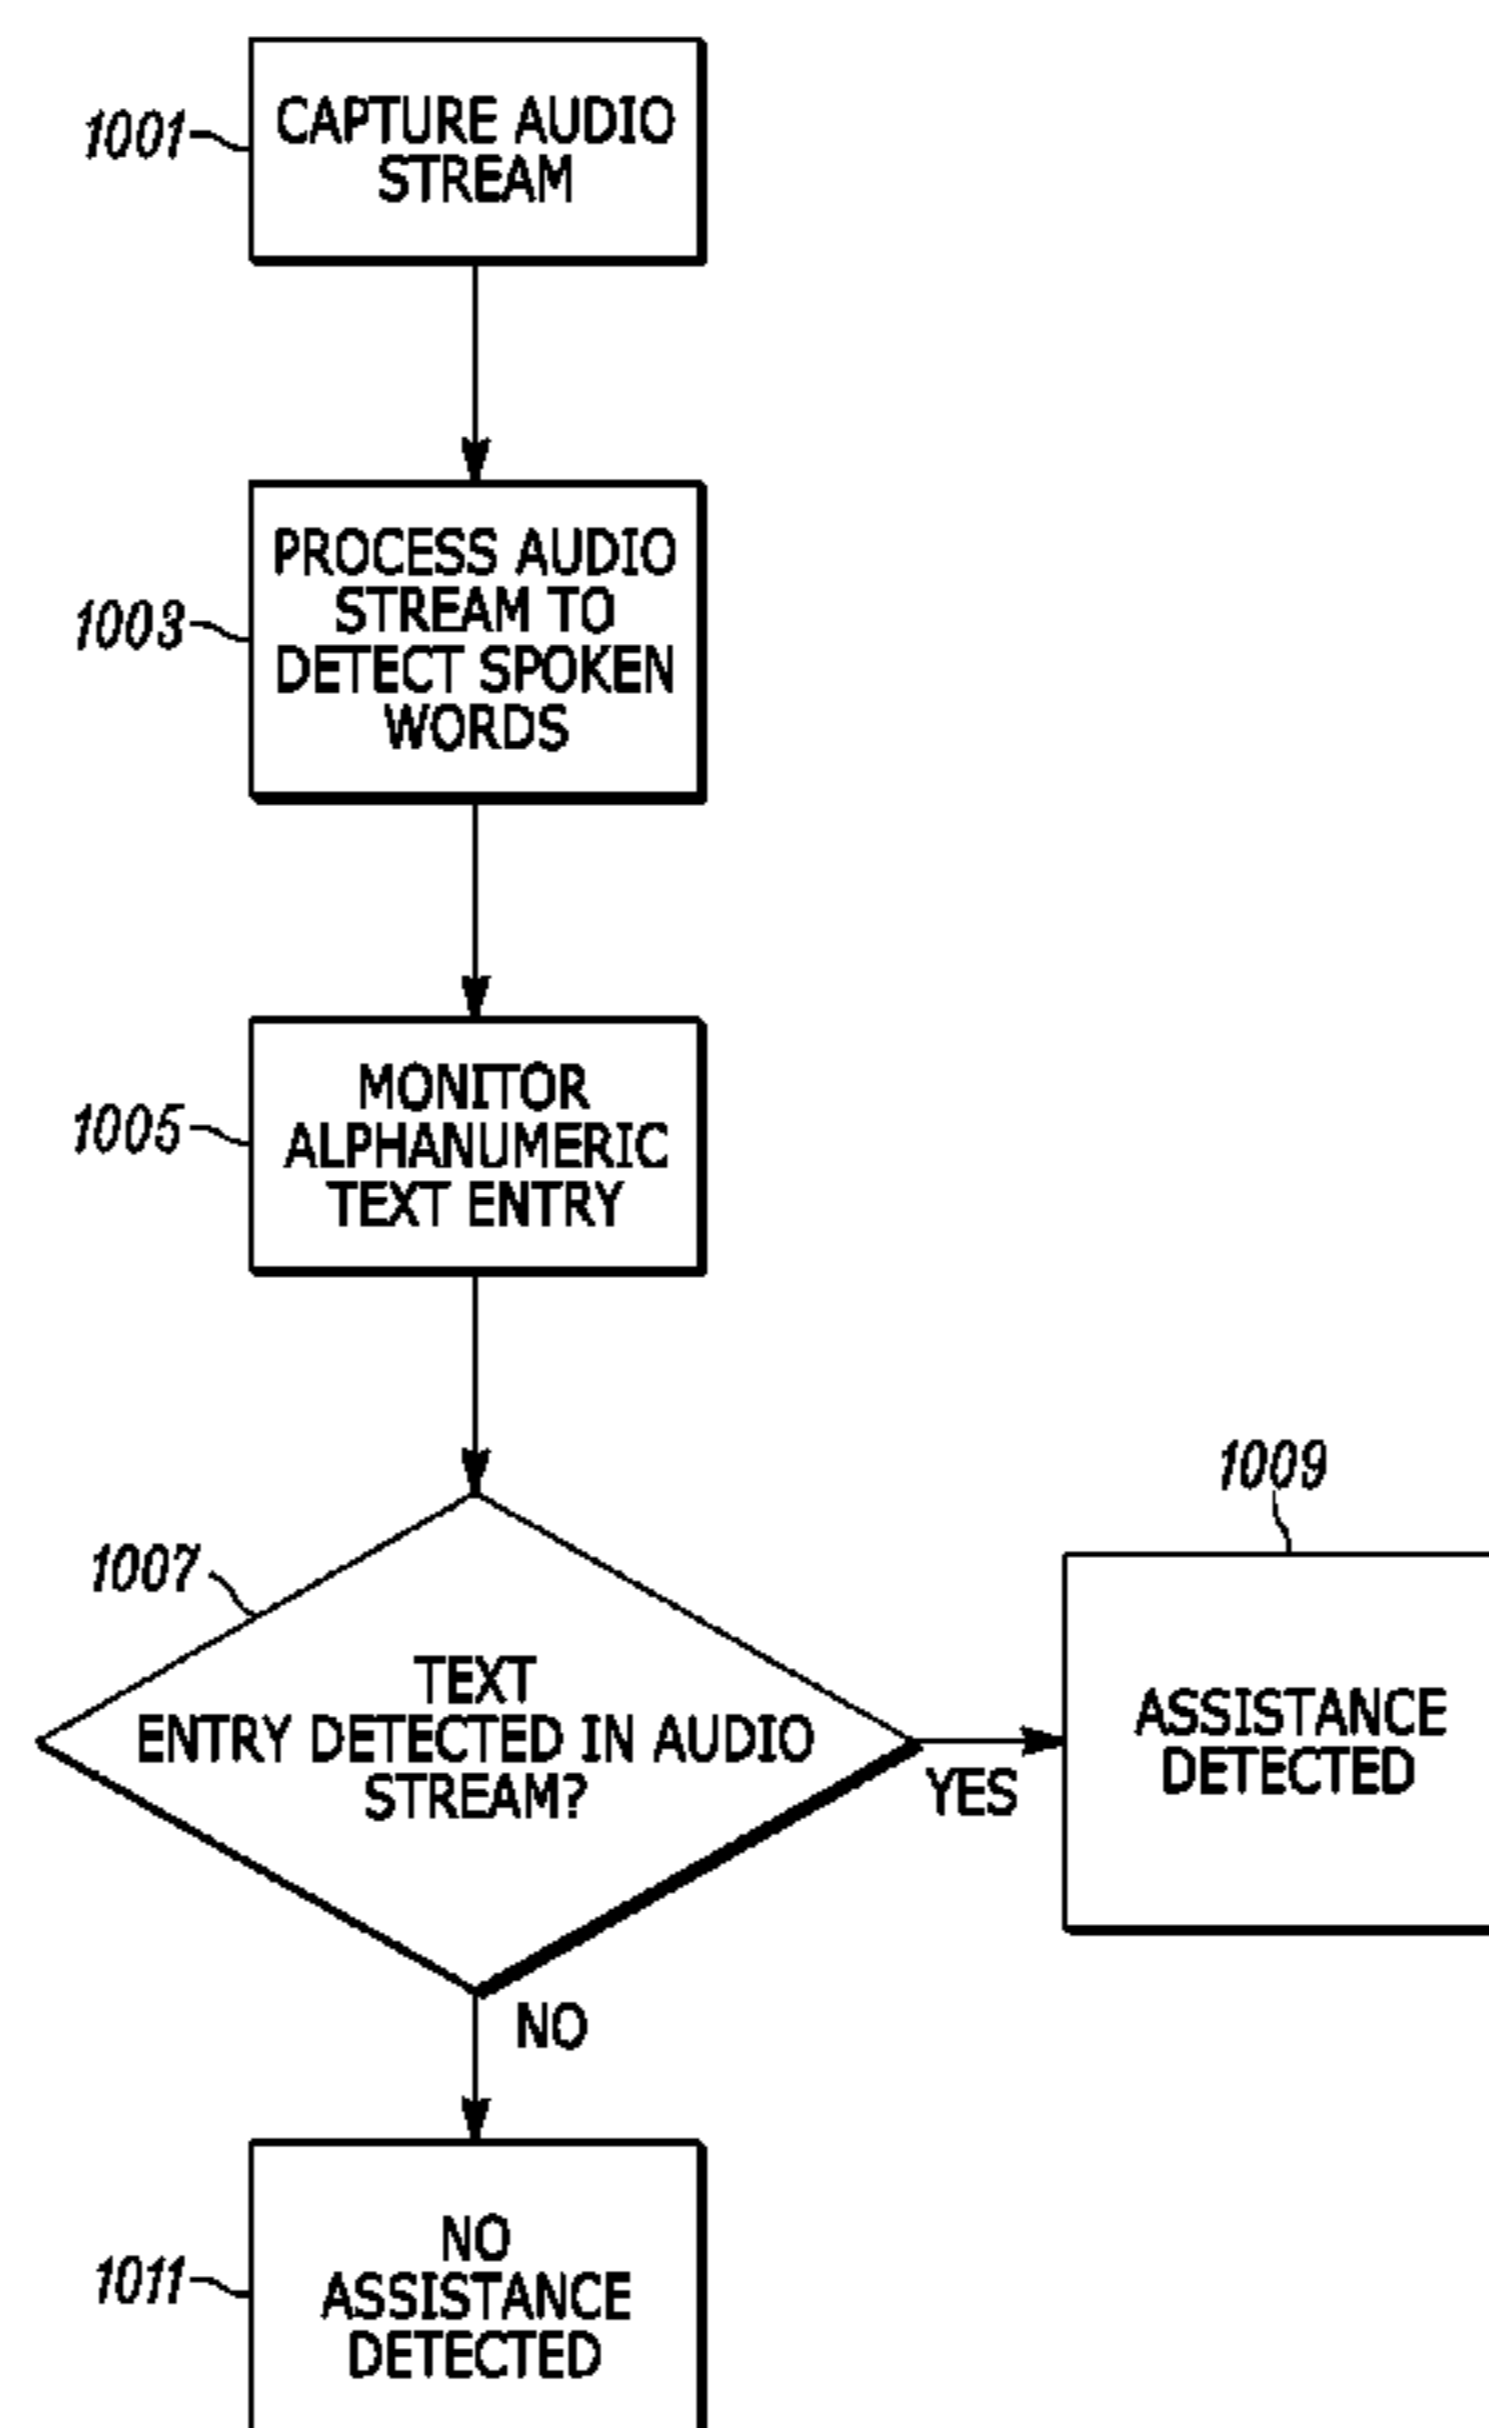 1001
CAPTURE AUDIO
STREAM
1003
PROCESS AUDIO
STREAM TO
DETECT SPOKEN
WORDS
1005
MONITOR
ALPHANUMERIC
TEXT ENTRY
1007
TEXT
ENTRY DETECTED IN AUDIO
STREAM?
YES
1009
ASSISTANCE
DETECTED
NO
1011
NO
ASSISTANCE
DETECTED